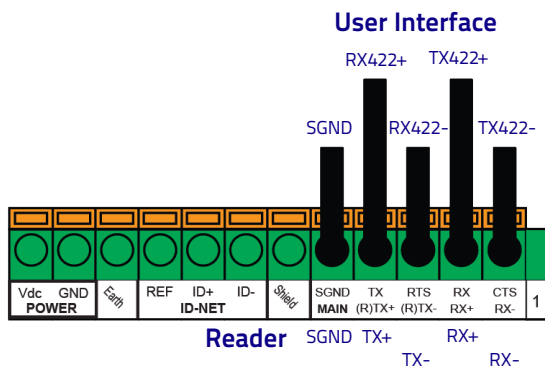 User Interface
RX422+ TX422+
SGND RX422- TX422-
Vdc GND Earth REF ID+ ID- Shield SGND TX RTS RX CTS 1
POWER ID-NET MAIN (R)TX+ (R)TX- RX+ RX-
Reader SGND TX+ RX+
TX- RX-